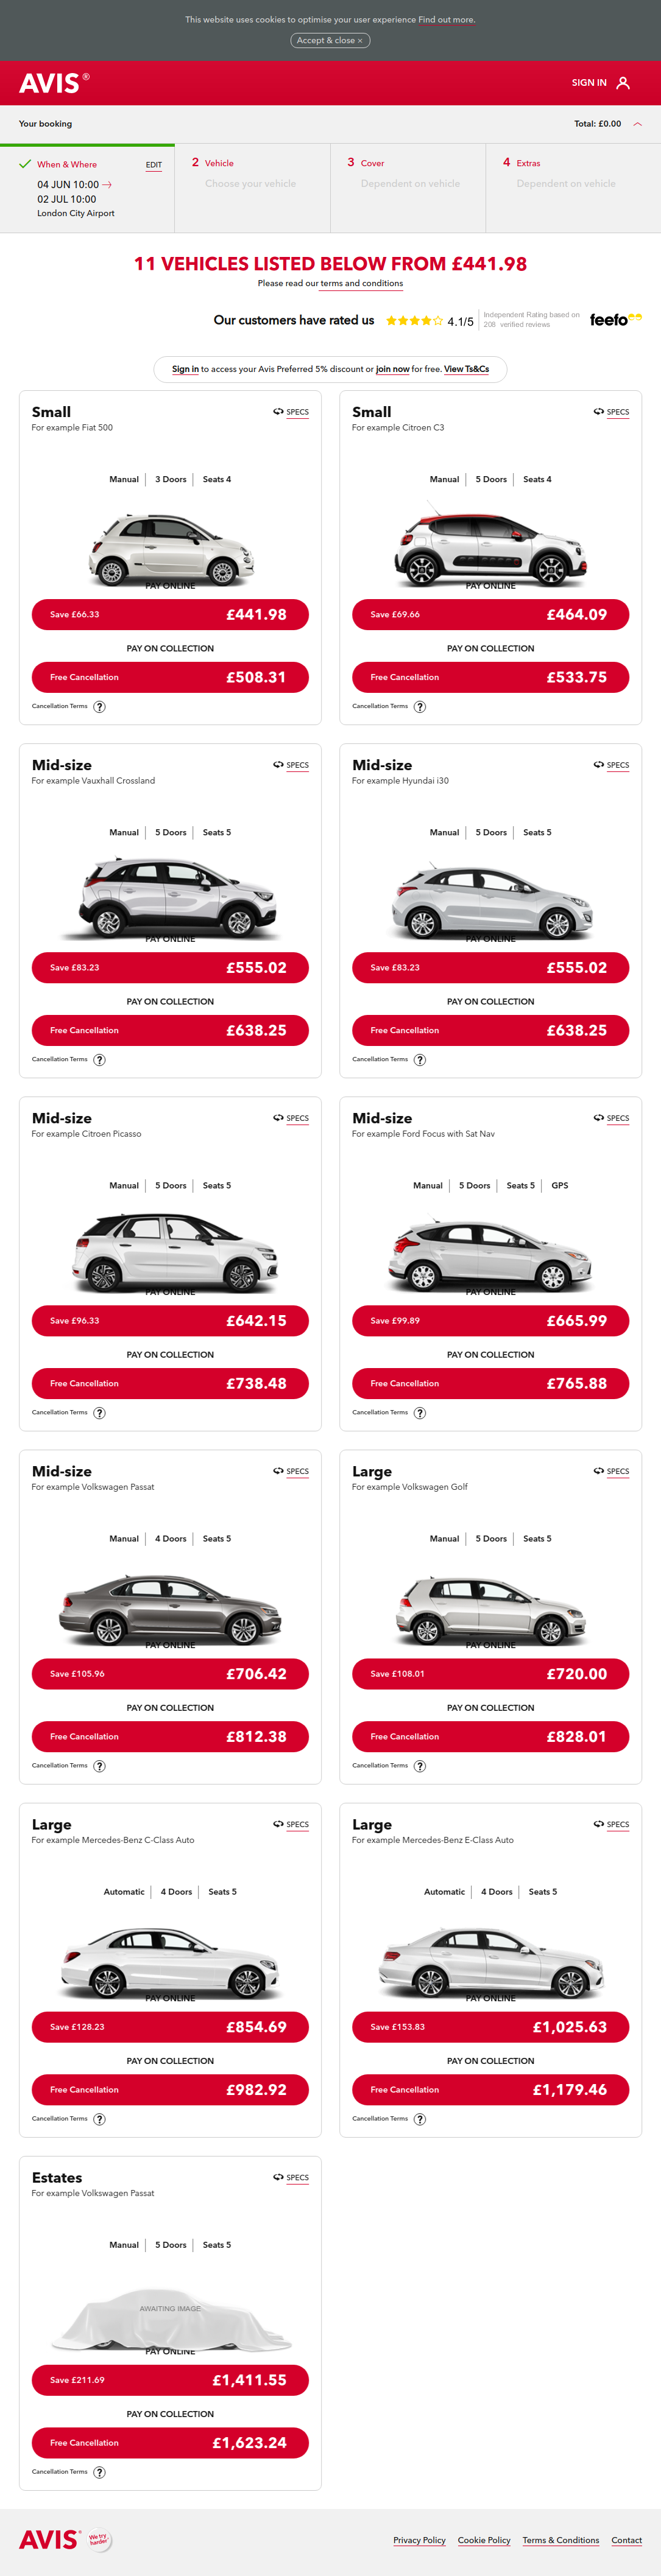 This website uses cookies to optimise your user experience Find out more.
Accept & close ×
AVIS ®
SIGN IN
Your booking
Total: £0.00
When & Where
EDIT
04 JUN 10:00
02 JUL 10:00
London City Airport
2 Vehicle
Choose your vehicle
3 Cover
Dependent on vehicle
4 Extras
Dependent on vehicle
11 VEHICLES LISTED BELOW FROM £441.98
Please read our terms and conditions
Our customers have rated us
4.1/5
Independent Rating based on
208 verified reviews
feefo
Sign in to access your Avis Preferred 5% discount or join now for free. View Ts&Cs
Small
SPECS
For example Fiat 500
Manual 3 Doors Seats 4
PAY ONLINE
Save £66.33 £441.98
PAY ON COLLECTION
Free Cancellation £508.31
Cancellation Terms ?
Small
SPECS
For example Citroen C3
Manual 5 Doors Seats 4
PAY ONLINE
Save £69.66 £464.09
PAY ON COLLECTION
Free Cancellation £533.75
Cancellation Terms ?
Mid-size
SPECS
For example Vauxhall Crossland
Manual 5 Doors Seats 5
PAY ONLINE
Save £83.23 £555.02
PAY ON COLLECTION
Free Cancellation £638.25
Cancellation Terms ?
Mid-size
SPECS
For example Hyundai i30
Manual 5 Doors Seats 5
PAY ONLINE
Save £83.23 £555.02
PAY ON COLLECTION
Free Cancellation £638.25
Cancellation Terms ?
Mid-size
SPECS
For example Citroen Picasso
Manual 5 Doors Seats 5
PAY ONLINE
Save £96.33 £642.15
PAY ON COLLECTION
Free Cancellation £738.48
Cancellation Terms ?
Mid-size
SPECS
For example Ford Focus with Sat Nav
Manual 5 Doors Seats 5 GPS
PAY ONLINE
Save £99.89 £665.99
PAY ON COLLECTION
Free Cancellation £765.88
Cancellation Terms ?
Mid-size
SPECS
For example Volkswagen Passat
Manual 4 Doors Seats 5
PAY ONLINE
Save £105.96 £706.42
PAY ON COLLECTION
Free Cancellation £812.38
Cancellation Terms ?
Large
SPECS
For example Volkswagen Golf
Manual 5 Doors Seats 5
PAY ONLINE
Save £108.01 £720.00
PAY ON COLLECTION
Free Cancellation £828.01
Cancellation Terms ?
Large
SPECS
For example Mercedes-Benz C-Class Auto
Automatic 4 Doors Seats 5
PAY ONLINE
Save £128.23 £854.69
PAY ON COLLECTION
Free Cancellation £982.92
Cancellation Terms ?
Large
SPECS
For example Mercedes-Benz E-Class Auto
Automatic 4 Doors Seats 5
PAY ONLINE
Save £153.83 £1,025.63
PAY ON COLLECTION
Free Cancellation £1,179.46
Cancellation Terms ?
Estates
SPECS
For example Volkswagen Passat
Manual 5 Doors Seats 5
AWAITING IMAGE
PAY ONLINE
Save £211.69 £1,411.55
PAY ON COLLECTION
Free Cancellation £1,623.24
Cancellation Terms ?
AVIS
We try
harder
Privacy Policy Cookie Policy Terms & Conditions Contact